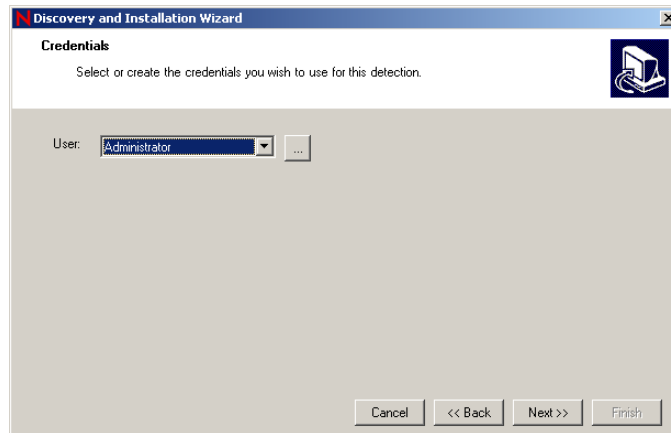 Discovery and Installation Wizard
Credentials
Select or create the credentials you wish to use for this detection.
User: Administrator ...
Cancel << Back Next >> Finish